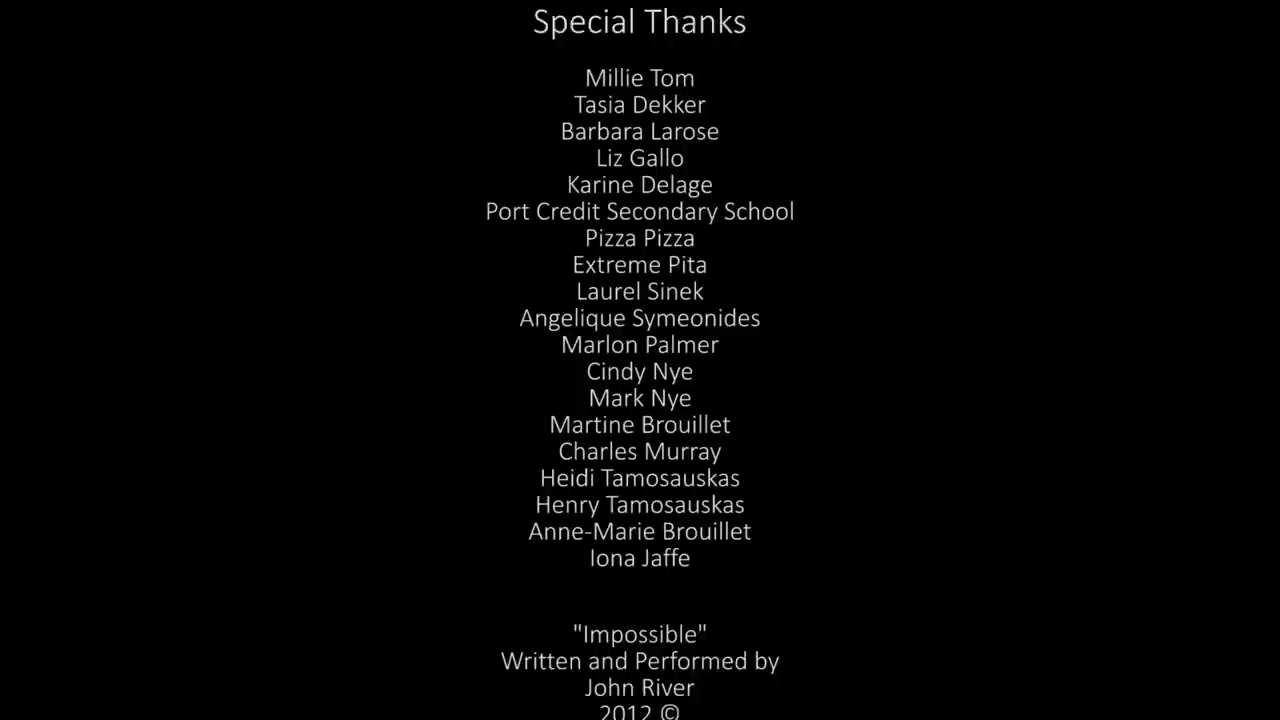 Special Thanks
Millie Tom
Tasia Dekker
Barbara Larose
Liz Gallo
Karine Delage
Port Credit Secondary School
Pizza Pizza
Extreme Pita
Laurel Sinek
Angelique Symeonides
Marlon Palmer
Cindy Nye
Mark Nye
Martine Brouillet
Charles Murray
Heidi Tamosauskas
Henry Tamosauskas
Anne-Marie Brouillet
Iona Jaffe
"Impossible"
Written and Performed by
John River
2012 ©